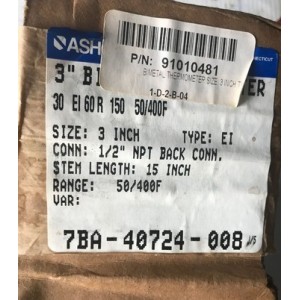 ASH
CONNECTICUT
P/N: 91010481
BIMETAL THERMOMETER SIZE, 3 INCH
1-D-2-B-04
3" B ER
30 EI 60 R 150 50/400F
SIZE: 3 INCH TYPE: EI
CONN: 1/2" NPT BACK CONN.
STEM LENGTH: 15 INCH
RANGE: 50/400F
VAR:
7BA-40724-008